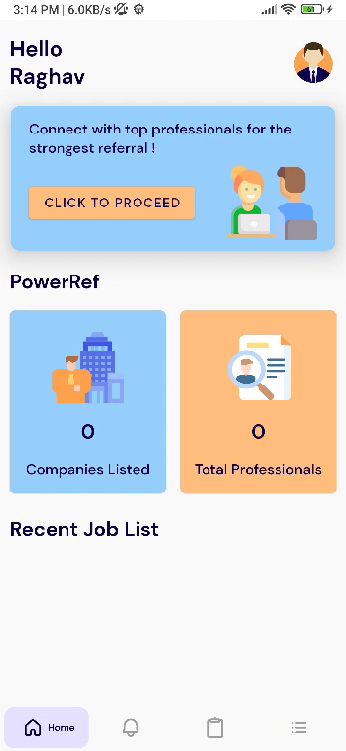 3:14 PM | 6.0KB/s
Hello
Raghav
Connect with top professionals for the
strongest referral !
CLICK TO PROCEED
PowerRef
0
Companies Listed
0
Total Professionals
Recent Job List
Home